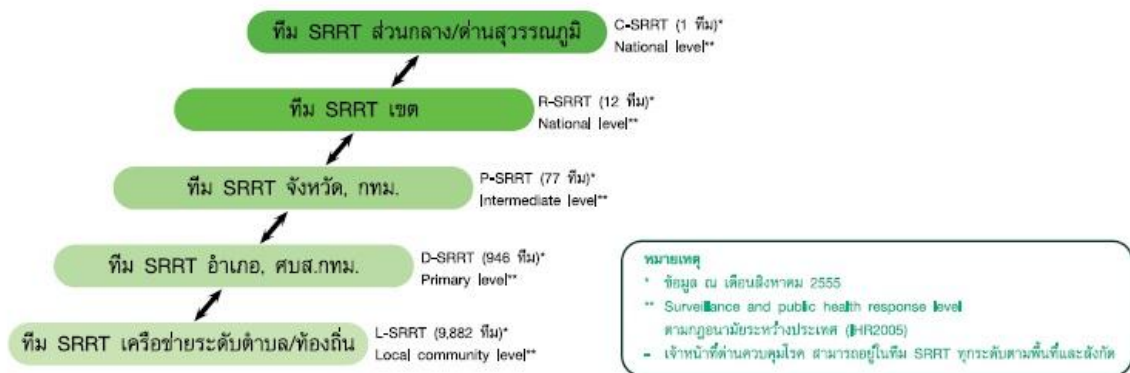 ทีม SRRT ส่วนกลาง/ด่านสุวรรณภูมิ
C-SRRT (1 ทีม)*
National level**
ทีม SRRT เขต
R-SRRT (12 ทีม)*
National level**
ทีม SRRT จังหวัด, กทม.
P-SRRT (77 ทีม)*
Intermediate level**
ทีม SRRT อำเภอ, ศบส.กทม.
D-SRRT (946 ทีม)*
Primary level**
ทีม SRRT เครือข่ายระดับตำบล/ท้องถิ่น
L-SRRT (9,882 ทีม)*
Local community level**
หมายเหตุ
* ข้อมูล ณ เดือนสิงหาคม 2555
** Surveillance and public health response level
ตามกฎอนามัยระหว่างประเทศ (IHR2005)
- เจ้าหน้าที่ด่านควบคุมโรค สามารถอยู่ในทีม SRRT ทุกระดับตามพื้นที่และสังกัด